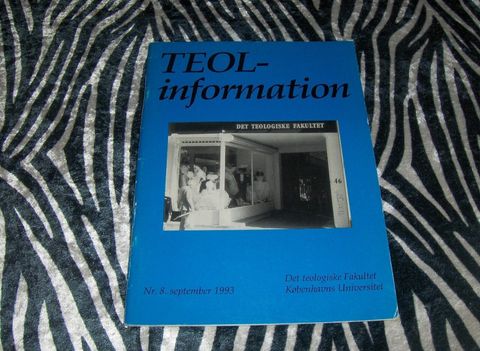 TEOL-
information
DET TEOLOGISKE FAKULTET
46
Nr. 8. september 1993
Det teologiske Fakultet
Københavns Universitet